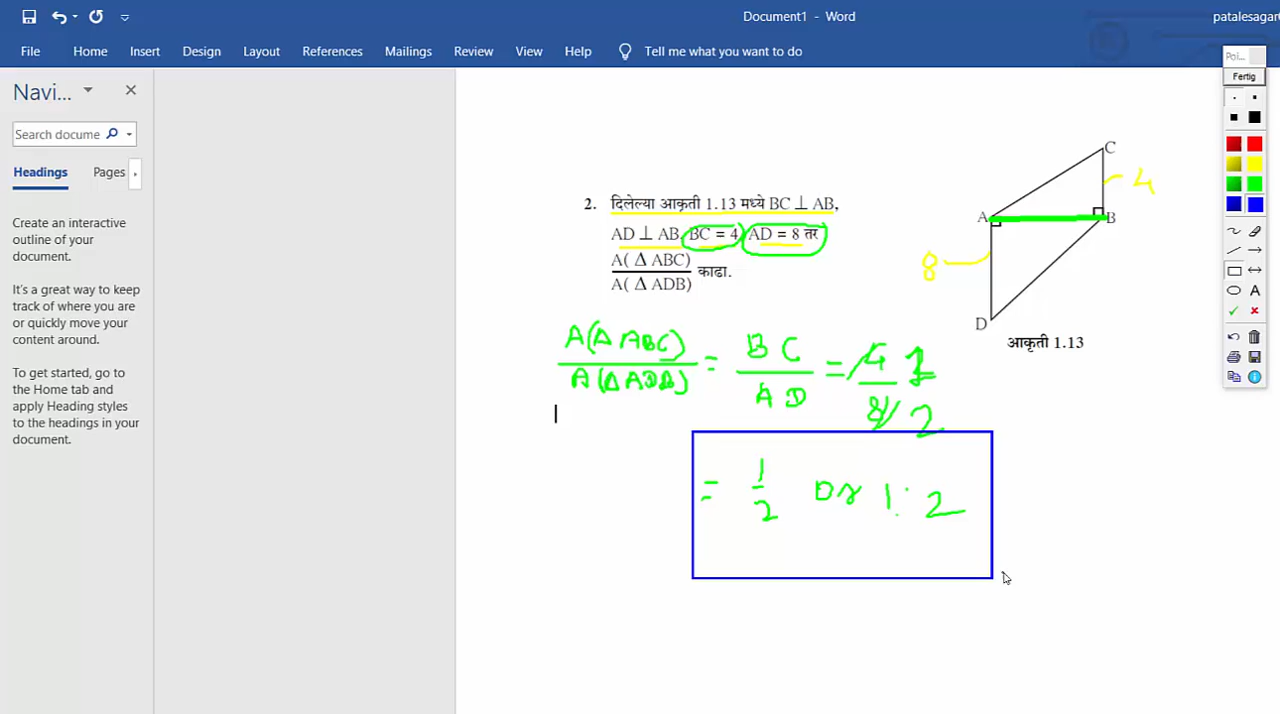 Document1 - Word
patalesagar
File Home Insert Design Layout References Mailings Review View Help Tell me what you want to do
Navi...
Search docume
Headings Pages
Create an interactive
outline of your
document.
It's a great way to keep
track of where you are
or quickly move your
content around.
To get started, go to
the Home tab and
apply Heading styles
to the headings in your
document.
Poi...
Fertig
A
2. दिलेल्या आकृती 1.13 मध्ये BC ⊥ AB,
AD ⊥ AB, BC = 4, AD = 8 तर
A( Δ ABC)
A( Δ ADB)
काढा.
C
4
A
B
8
D
आकृती 1.13
A(Δ ABC) / A(Δ ADB) = BC / AD = 4 / 8 1 / 2
= 1/2 or 1:2